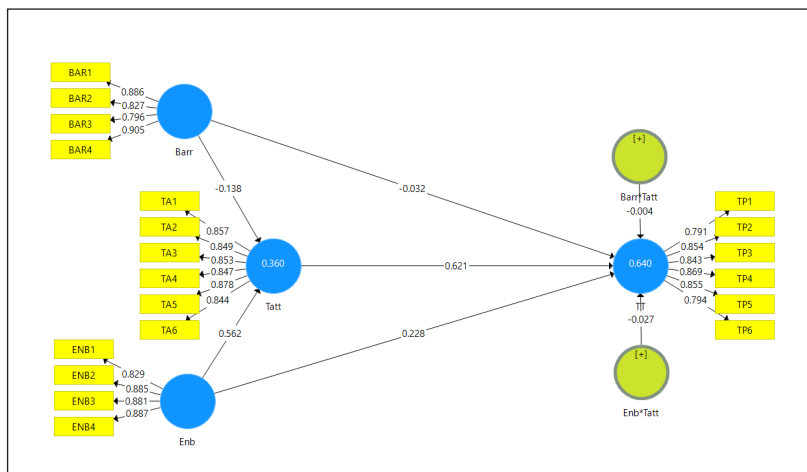 BAR1
BAR2
BAR3
BAR4
0.886
0.827
0.796
0.905
Barr
-0.138
-0.032
[+]
Barr*Tatt
-0.004
TA1
TA2
TA3
TA4
TA5
TA6
0.857
0.849
0.853
0.847
0.878
0.844
0.360
Tatt
0.621
0.640
0.791
0.854
0.843
0.869
0.855
0.794
TP1
TP2
TP3
TP4
TP5
TP6
-0.027
0.562
0.228
ENB1
ENB2
ENB3
ENB4
0.829
0.885
0.881
0.887
Enb
[+]
Enb*Tatt